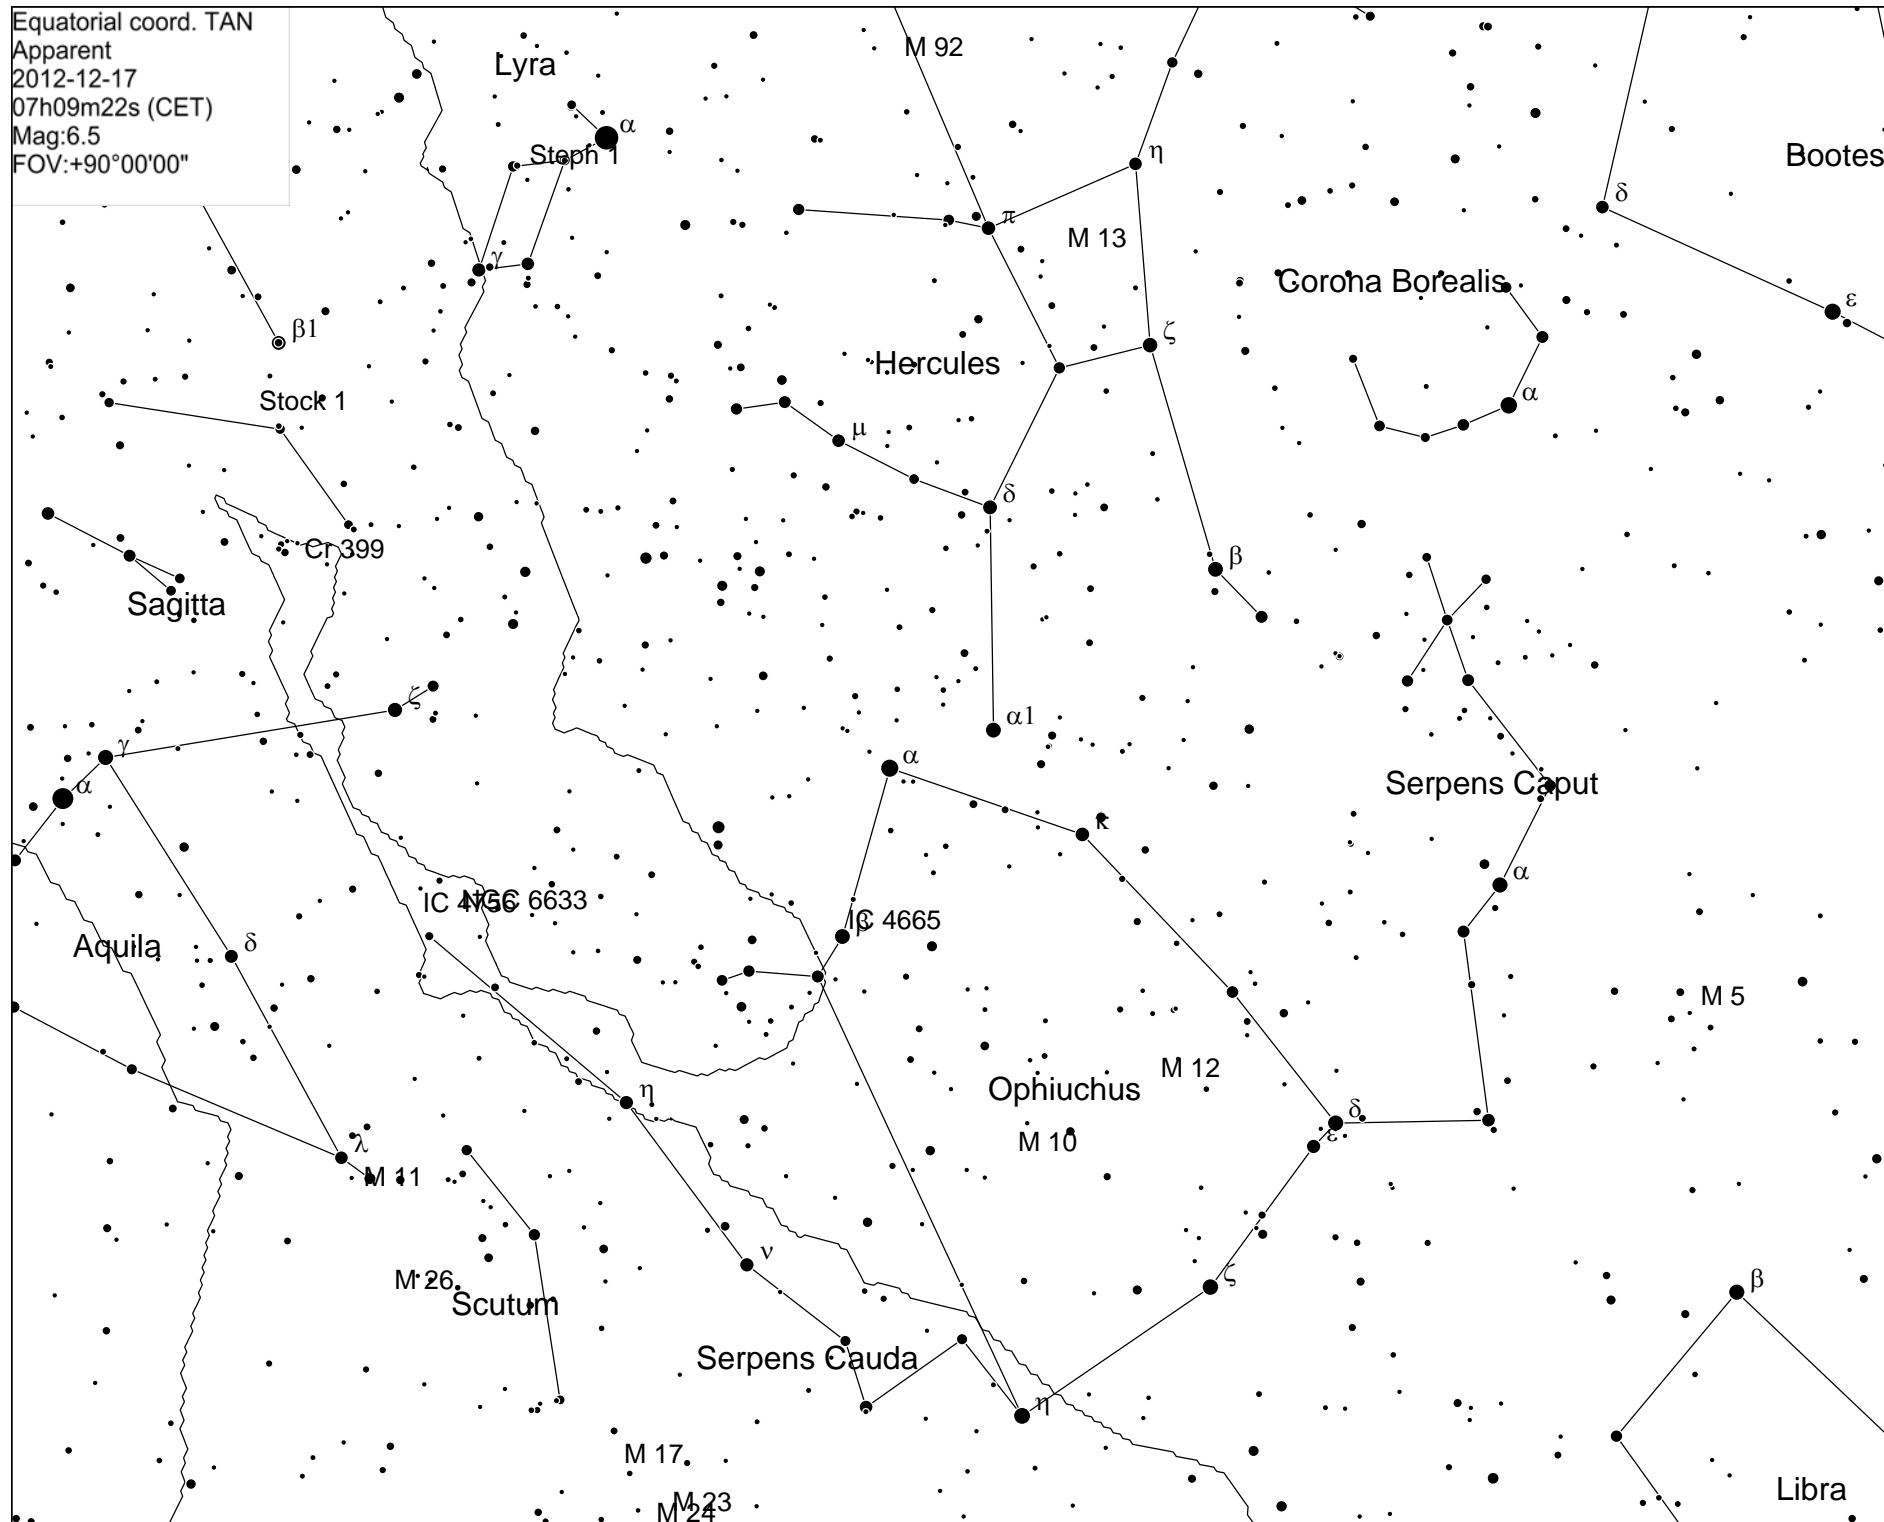 Equatorial coord. TAN
Apparent
2012-12-17
07h09m22s (CET)
Mag:6.5
FOV:+90°00'00"
M 92
Lyra
α
Steph 1
η
Bootes
δ
π
M 13
γ
Corona Borealis
ε
β1
ζ
Hercules
Stock 1
α
μ
δ
Cr 399
β
Sagitta
ζ
α1
γ
α
α
Serpens Caput
κ
α
IC 4756
NGC 6633
β
IC 4665
Aquila
δ
M 5
M 12
Ophiuchus
η
δ
ε
M 10
λ
M 11
ν
ζ
β
M 26
Scutum
Serpens Cauda
η
M 17
Libra
M 23
M 24